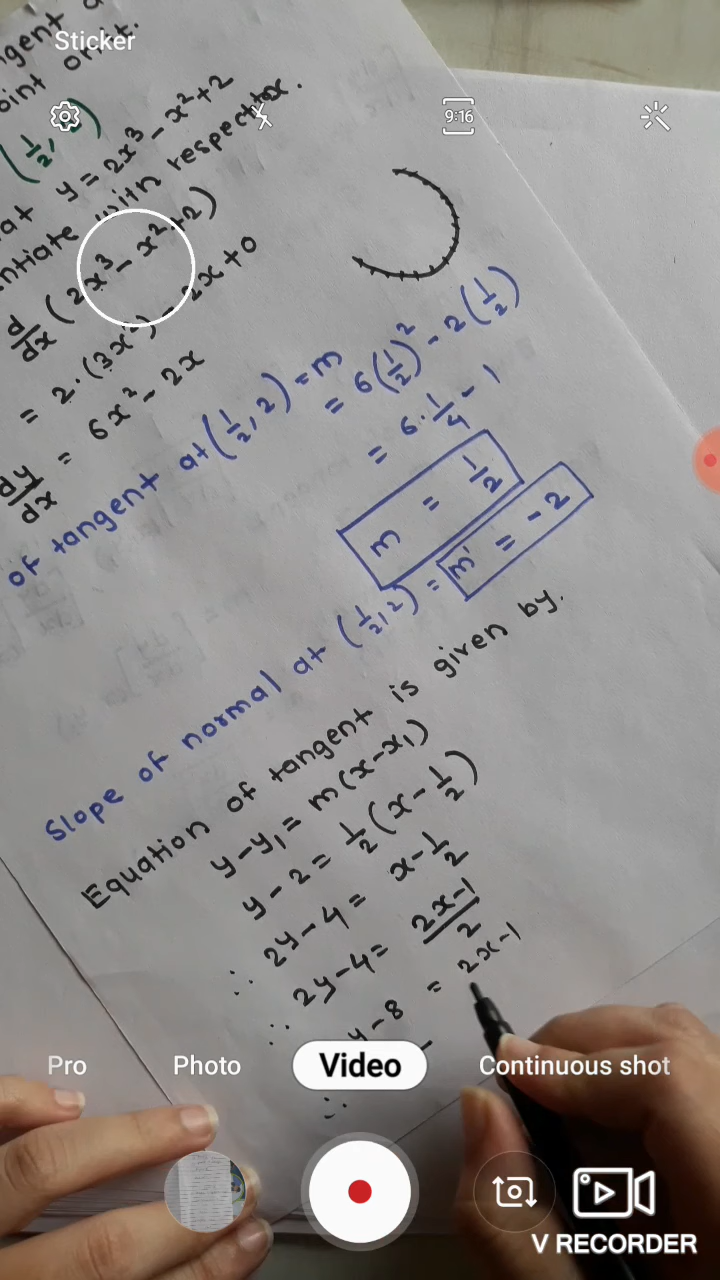 Sticker
9:16
gent
oint on it.
(1/2,
at y = 2x³ - x² + 2
ntiate with respect to x.
d/dx (2x³ - x² + 2)
= 2·(3x²) - 2x + 0
dy/dx = 6x² - 2x
of tangent at (1/2, 2) = m
= 6(1/2)² - 2(1/2)
= 6·1/4 - 1
m = 1/2
Slope of normal at (1/2, 2) = m' = -2
Equation of tangent is given by.
y - y₁ = m(x - x₁)
y - 2 = 1/2 (x - 1/2)
∴ 2y - 4 = x - 1/2
∴ 2y - 4 = 2x - 1/2
y - 8 = 2x - 1
∴
Pro
Photo
Video
Continuous shot
V RECORDER